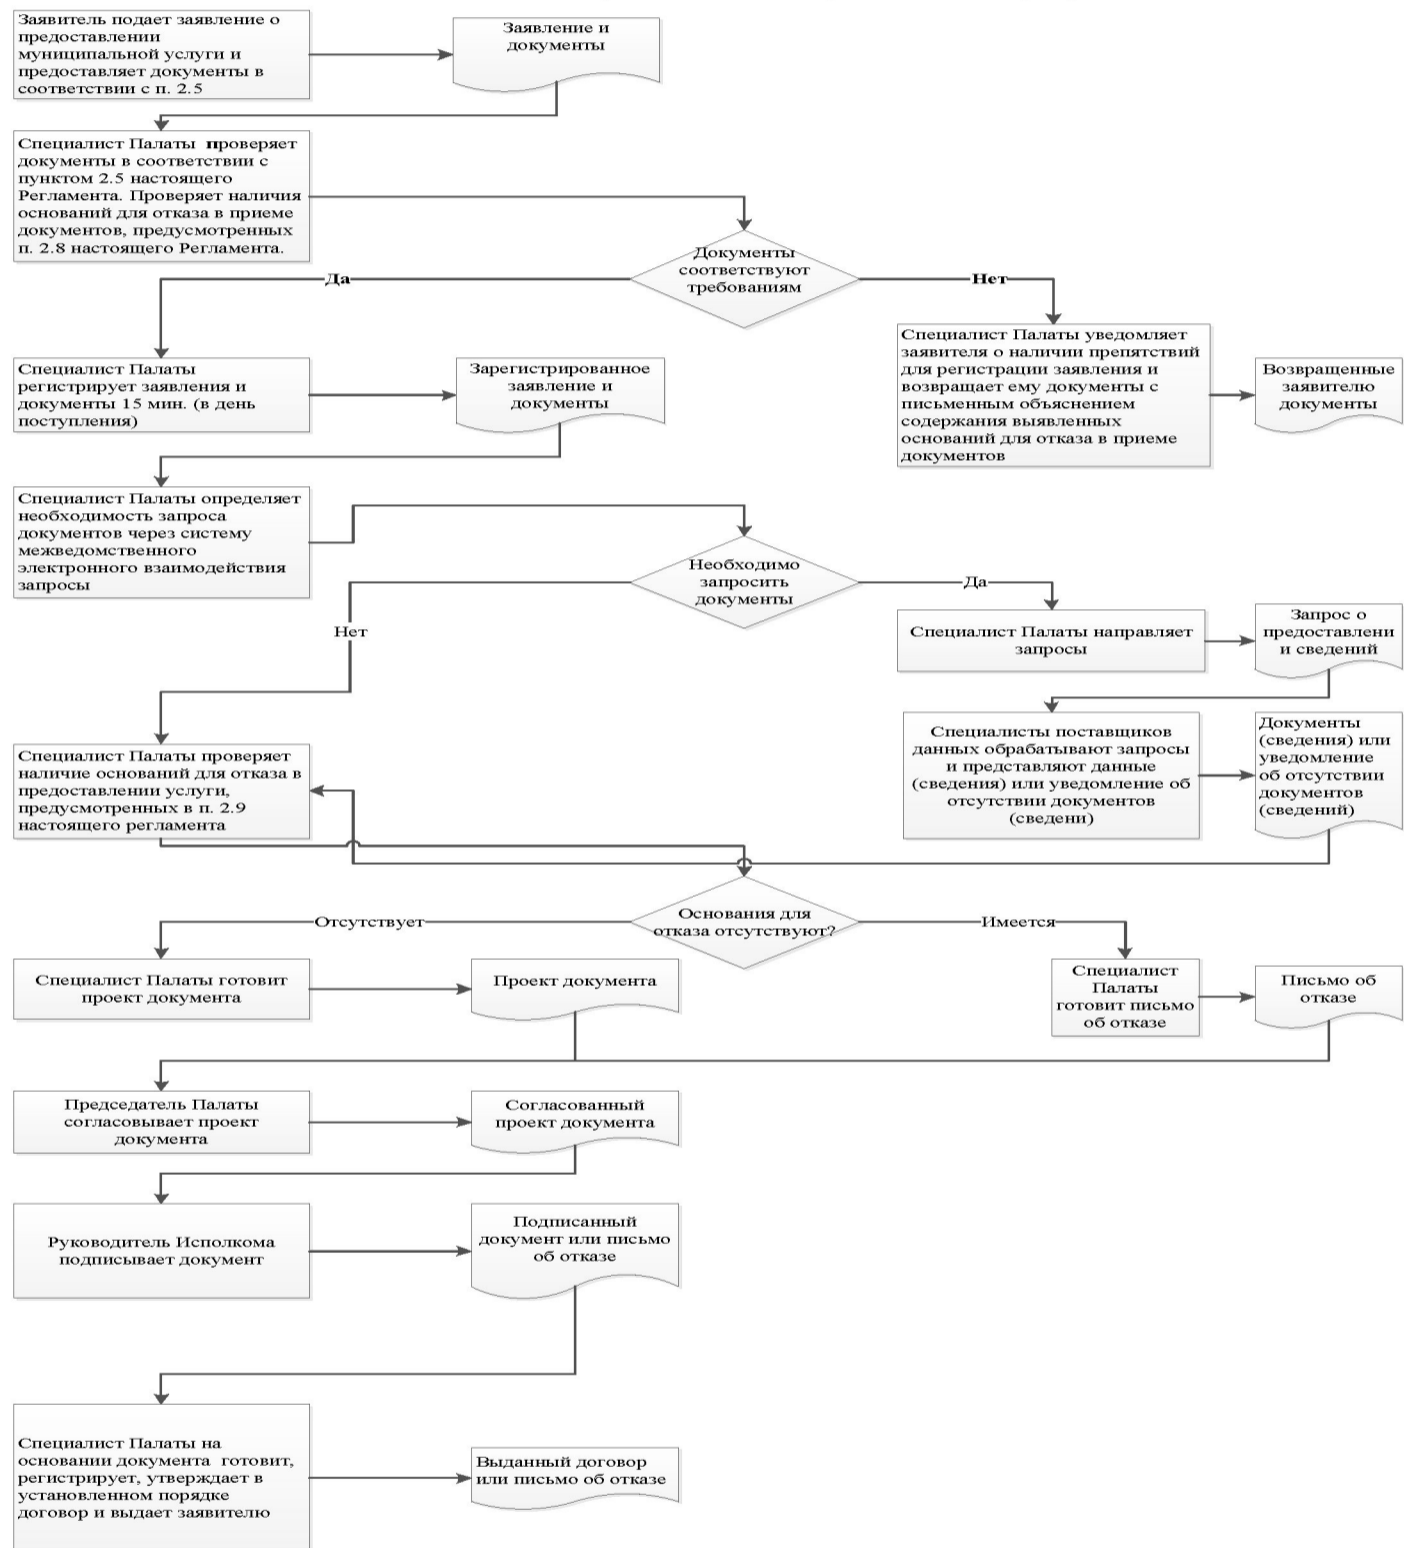 Заявитель подает заявление о
предоставлении
муниципальной услуги и
предоставляет документы в
соответствии с п. 2.5
Заявление и
документы
Специалист Палаты проверяет
документы в соответствии с
пунктом 2.5 настоящего
Регламента. Проверяет наличия
оснований для отказа в приеме
документов, предусмотренных
п. 2.8 настоящего Регламента.
Документы
соответствуют
требованиям
Да
Нет
Специалист Палаты
регистрирует заявления и
документы 15 мин. (в день
поступления)
Зарегистрированное
заявление и
документы
Специалист Палаты уведомляет
заявителя о наличии препятствий
для регистрации заявления и
возвращает ему документы с
письменным объяснением
содержания выявленных
оснований для отказа в приеме
документов
Возвращенные
заявителю
документы
Специалист Палаты определяет
необходимость запроса
документов через систему
межведомственного
электронного взаимодействия
запросы
Необходимо
запросить
документы
Да
Нет
Специалист Палаты направляет
запросы
Запрос о
предоставлени
и сведений
Специалисты поставщиков
данных обрабатывают запросы
и представляют данные
(сведения) или уведомление об
отсутствии документов
(сведени)
Документы
(сведения) или
уведомление
об отсутствии
документов
(сведений)
Специалист Палаты проверяет
наличие оснований для отказа в
предоставлении услуги,
предусмотренных в п. 2.9
настоящего регламента
Основания для
отказа отсутствуют?
Отсутствует
Имеется
Специалист Палаты готовит
проект документа
Проект документа
Специалист
Палаты
готовит письмо
об отказе
Письмо об
отказе
Председатель Палаты
согласовывает проект
документа
Согласованный
проект документа
Руководитель Исполкома
подписывает документ
Подписанный
документ или письмо
об отказе
Специалист Палаты на
основании документа готовит,
регистрирует, утверждает в
установленном порядке
договор и выдает заявителю
Выданный договор
или письмо об отказе